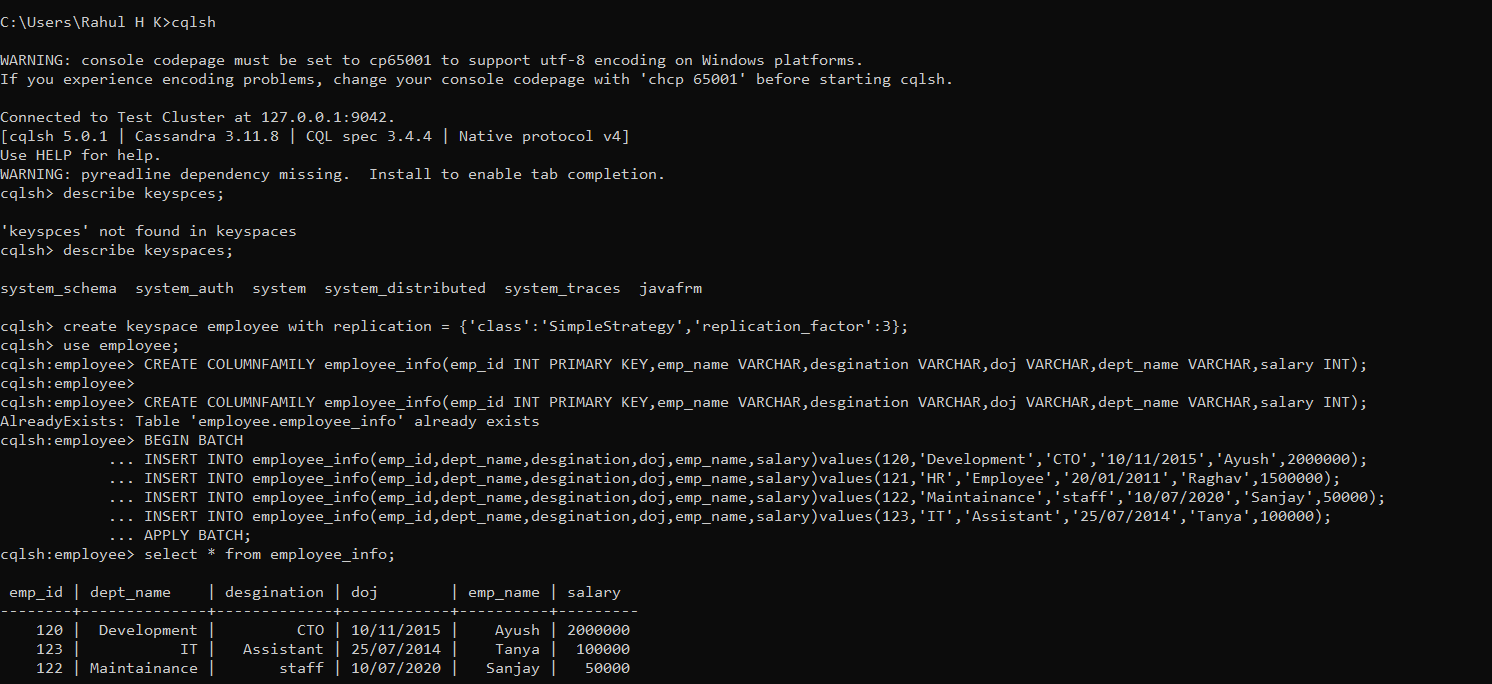 C:\Users\Rahul H K>cqlsh
WARNING: console codepage must be set to cp65001 to support utf-8 encoding on Windows platforms.
If you experience encoding problems, change your console codepage with 'chcp 65001' before starting cqlsh.
Connected to Test Cluster at 127.0.0.1:9042.
[cqlsh 5.0.1 | Cassandra 3.11.8 | CQL spec 3.4.4 | Native protocol v4]
Use HELP for help.
WARNING: pyreadline dependency missing.  Install to enable tab completion.
cqlsh> describe keyspces;
'keyspces' not found in keyspaces
cqlsh> describe keyspaces;
system_schema  system_auth  system  system_distributed  system_traces  javafrm
cqlsh> create keyspace employee with replication = {'class':'SimpleStrategy','replication_factor':3};
cqlsh> use employee;
cqlsh:employee> CREATE COLUMNFAMILY employee_info(emp_id INT PRIMARY KEY,emp_name VARCHAR,desgination VARCHAR,doj VARCHAR,dept_name VARCHAR,salary INT);
cqlsh:employee>
cqlsh:employee> CREATE COLUMNFAMILY employee_info(emp_id INT PRIMARY KEY,emp_name VARCHAR,desgination VARCHAR,doj VARCHAR,dept_name VARCHAR,salary INT);
AlreadyExists: Table 'employee.employee_info' already exists
cqlsh:employee> BEGIN BATCH
            ... INSERT INTO employee_info(emp_id,dept_name,desgination,doj,emp_name,salary)values(120,'Development','CTO','10/11/2015','Ayush',2000000);
            ... INSERT INTO employee_info(emp_id,dept_name,desgination,doj,emp_name,salary)values(121,'HR','Employee','20/01/2011','Raghav',1500000);
            ... INSERT INTO employee_info(emp_id,dept_name,desgination,doj,emp_name,salary)values(122,'Maintainance','staff','10/07/2020','Sanjay',50000);
            ... INSERT INTO employee_info(emp_id,dept_name,desgination,doj,emp_name,salary)values(123,'IT','Assistant','25/07/2014','Tanya',100000);
            ... APPLY BATCH;
cqlsh:employee> select * from employee_info;
 emp_id | dept_name    | desgination | doj        | emp_name | salary
--------+--------------+-------------+------------+----------+---------
    120 |  Development |         CTO | 10/11/2015 |    Ayush | 2000000
    123 |           IT |   Assistant | 25/07/2014 |    Tanya |  100000
    122 | Maintainance |       staff | 10/07/2020 |   Sanjay |   50000